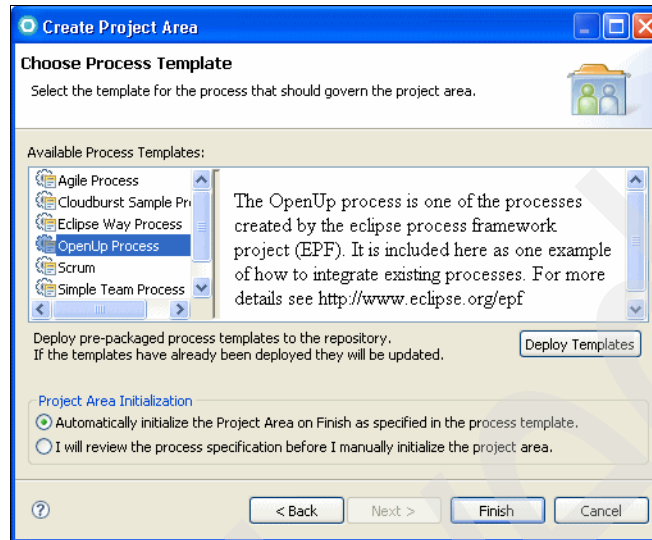 Create Project Area
Choose Process Template
Select the template for the process that should govern the project area.
Available Process Templates:
Agile Process
Cloudburst Sample Pr
Eclipse Way Process
OpenUp Process
Scrum
Simple Team Process
The OpenUp process is one of the processes
created by the eclipse process framework
project (EPF). It is included here as one example
of how to integrate existing processes. For more
details see http://www.eclipse.org/epf
Deploy pre-packaged process templates to the repository.
If the templates have already been deployed they will be updated.
Deploy Templates
Project Area Initialization
Automatically initialize the Project Area on Finish as specified in the process template.
I will review the process specification before I manually initialize the project area.
?
< Back
Next >
Finish
Cancel